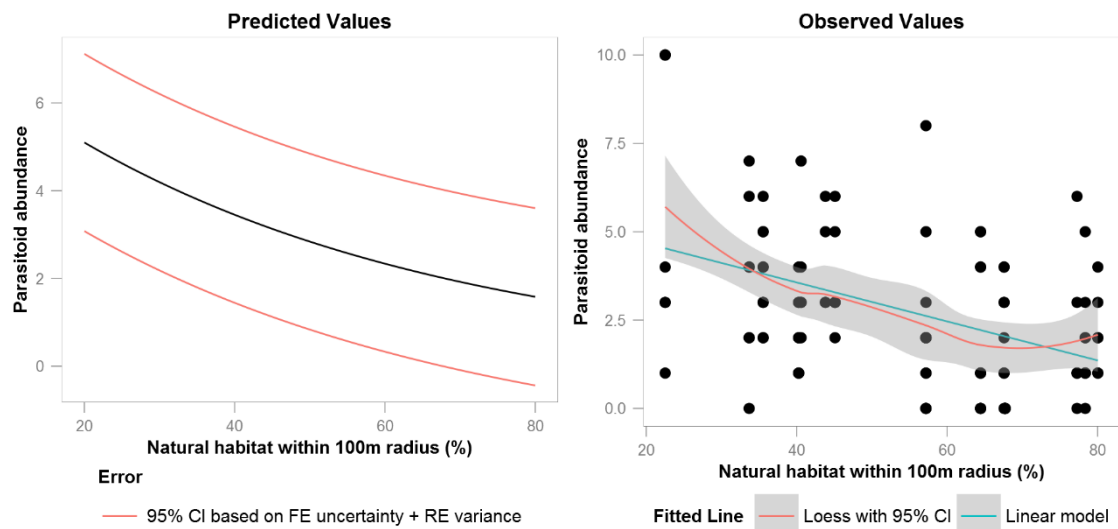 Predicted Values
Parasitoid abundance
6
4
2
0
20
40
60
80
Natural habitat within 100m radius (%)
Error
95% CI based on FE uncertainty + RE variance
Observed Values
Parasitoid abundance
10.0
7.5
5.0
2.5
0.0
20
40
60
80
Natural habitat within 100m radius (%)
Fitted Line Loess with 95% CI Linear model